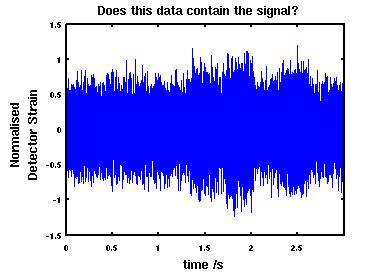 Does this data contain the signal?
1.5
1
0.5
0
-0.5
-1
-1.5
Normalised
Detector Strain
0 0.5 1 1.5 2 2.5
time /s